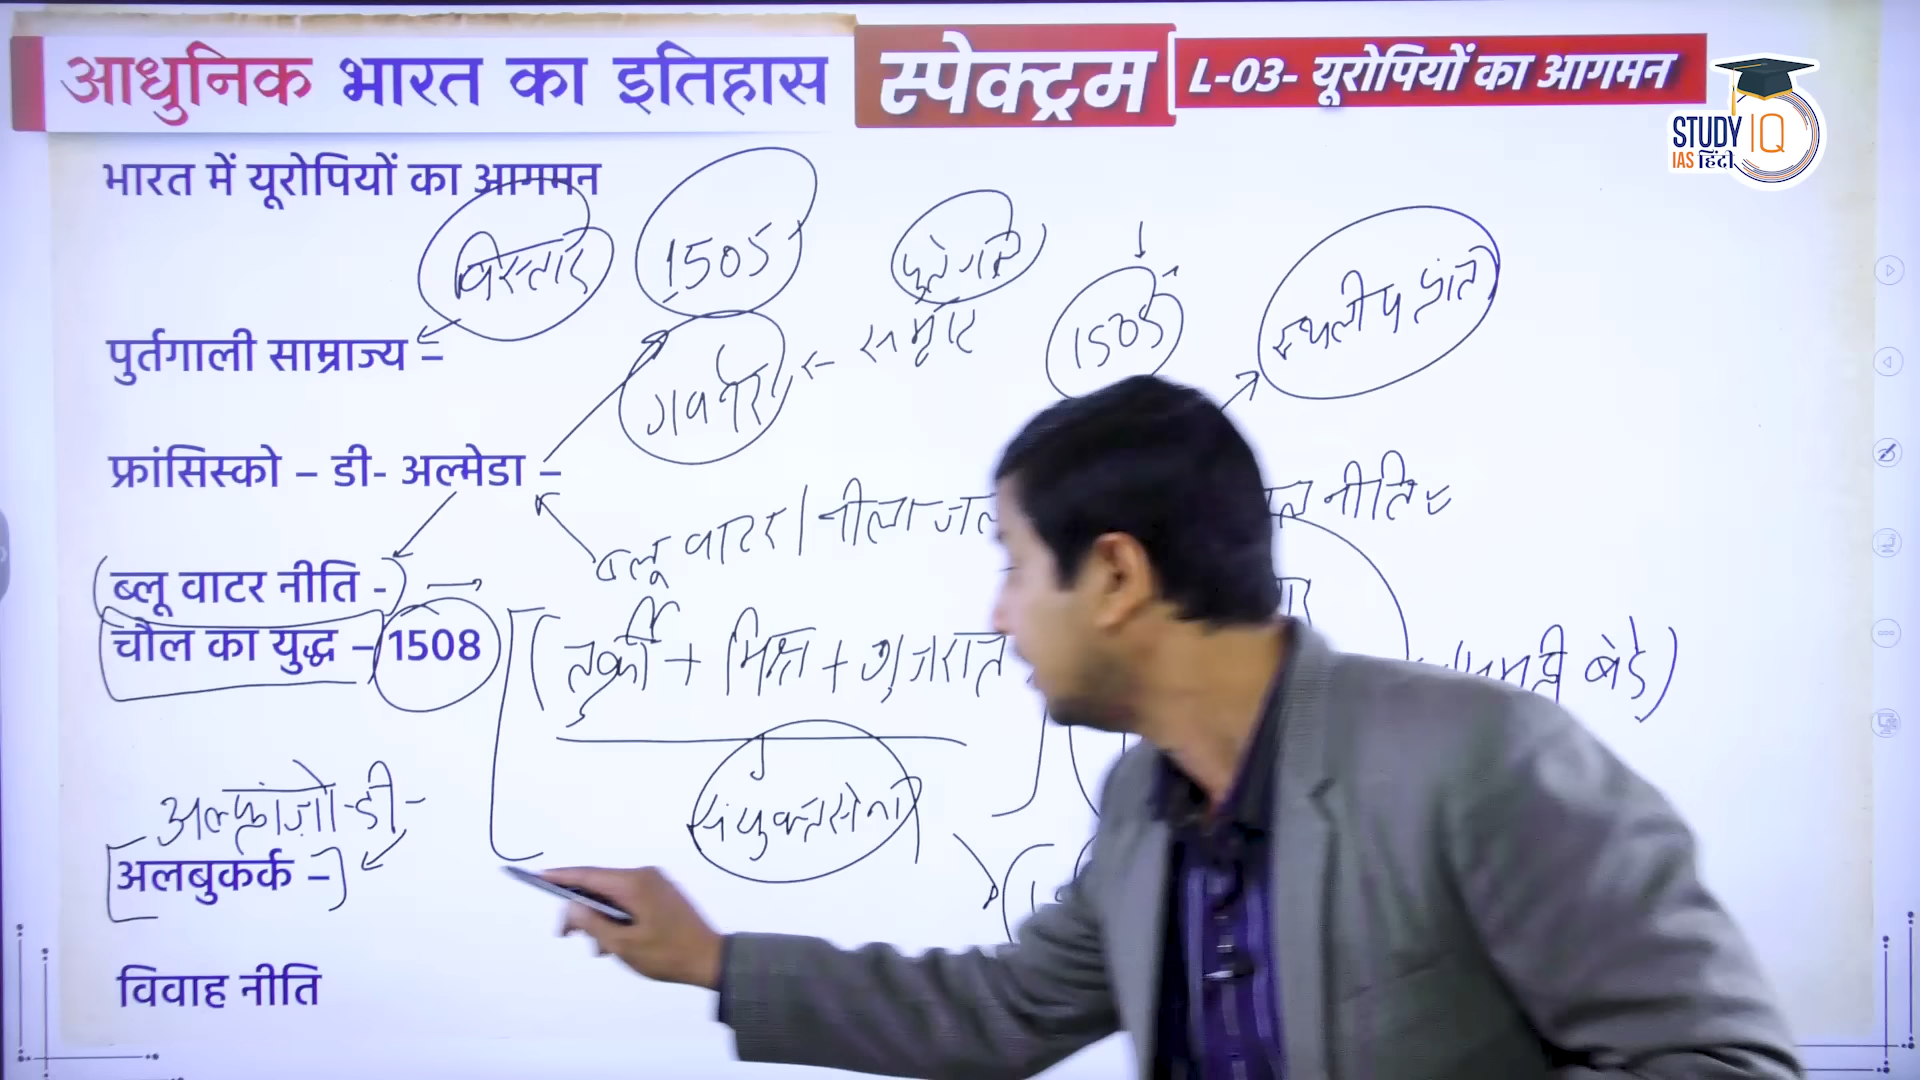 आधुनिक भारत का इतिहास स्पेक्ट्रम L-03- यूरोपियों का आगमन
STUDY IQ
IAS हिंदी
भारत में यूरोपियों का आगमन
विस्तार 1505 पुर्तगाल 1505 स्थलीय प्रांत
पुर्तगाली साम्राज्य – गवर्नर सम्राट
फ्रांसिस्को – डी- अल्मेडा –
ब्लू वाटर / नीला जल नीति
ब्लू वाटर नीति -
चौल का युद्ध – 1508 तुर्की + मिस्र + गुजरात बेड़े)
संयुक्त सेना
अल्फांज़ो-डी-
अलबुकर्क –
विवाह नीति